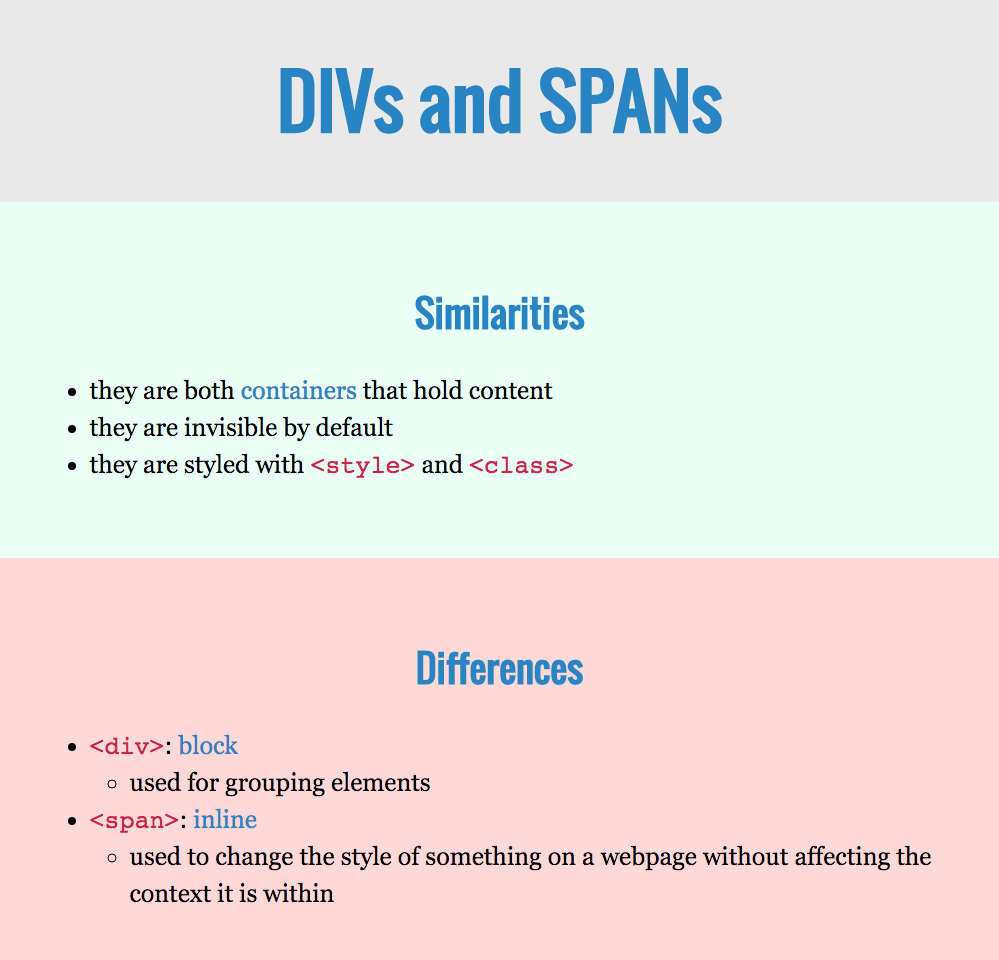 DIVs and SPANs
Similarities
they are both containers that hold content
they are invisible by default
they are styled with <style> and <class>
Differences
<div>: block
used for grouping elements
<span>: inline
used to change the style of something on a webpage without affecting the
context it is within